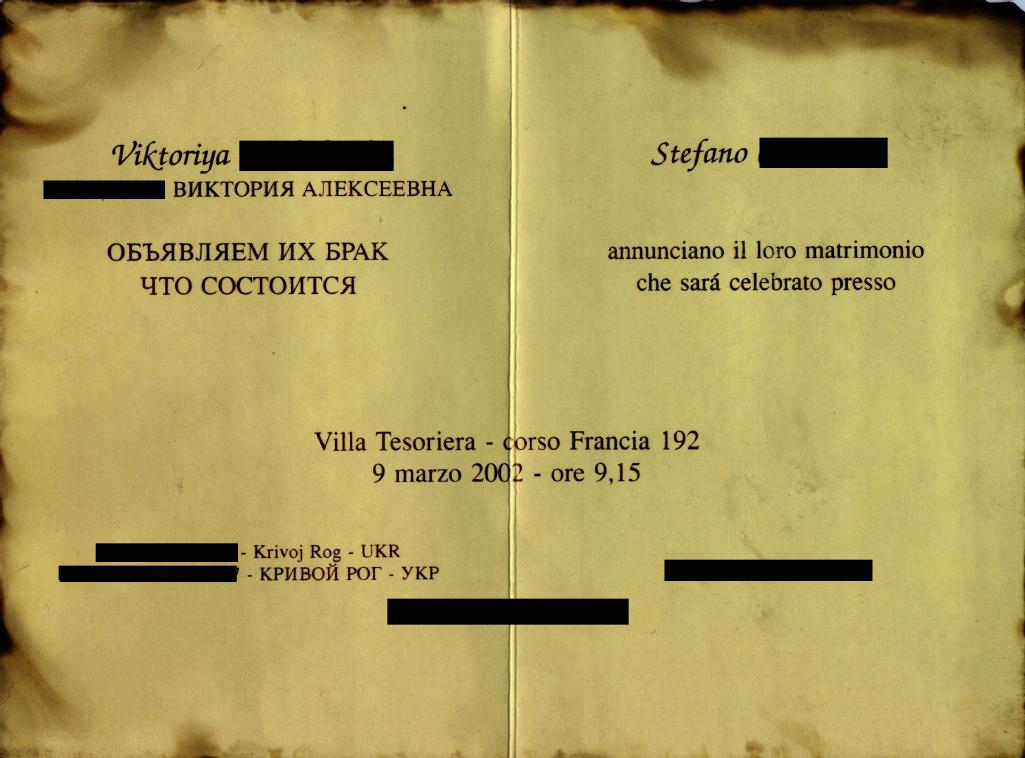 Viktoriya
ВИКТОРИЯ АЛЕКСЕЕВНА
ОБЪЯВЛЯЕМ ИХ БРАК
ЧТО СОСТОИТСЯ
Stefano
annunciano il loro matrimonio
che sará celebrato presso
Villa Tesoriera - corso Francia 192
9 marzo 2002 - ore 9,15
- Krivoj Rog - UKR
- КРИВОЙ РОГ - УКР